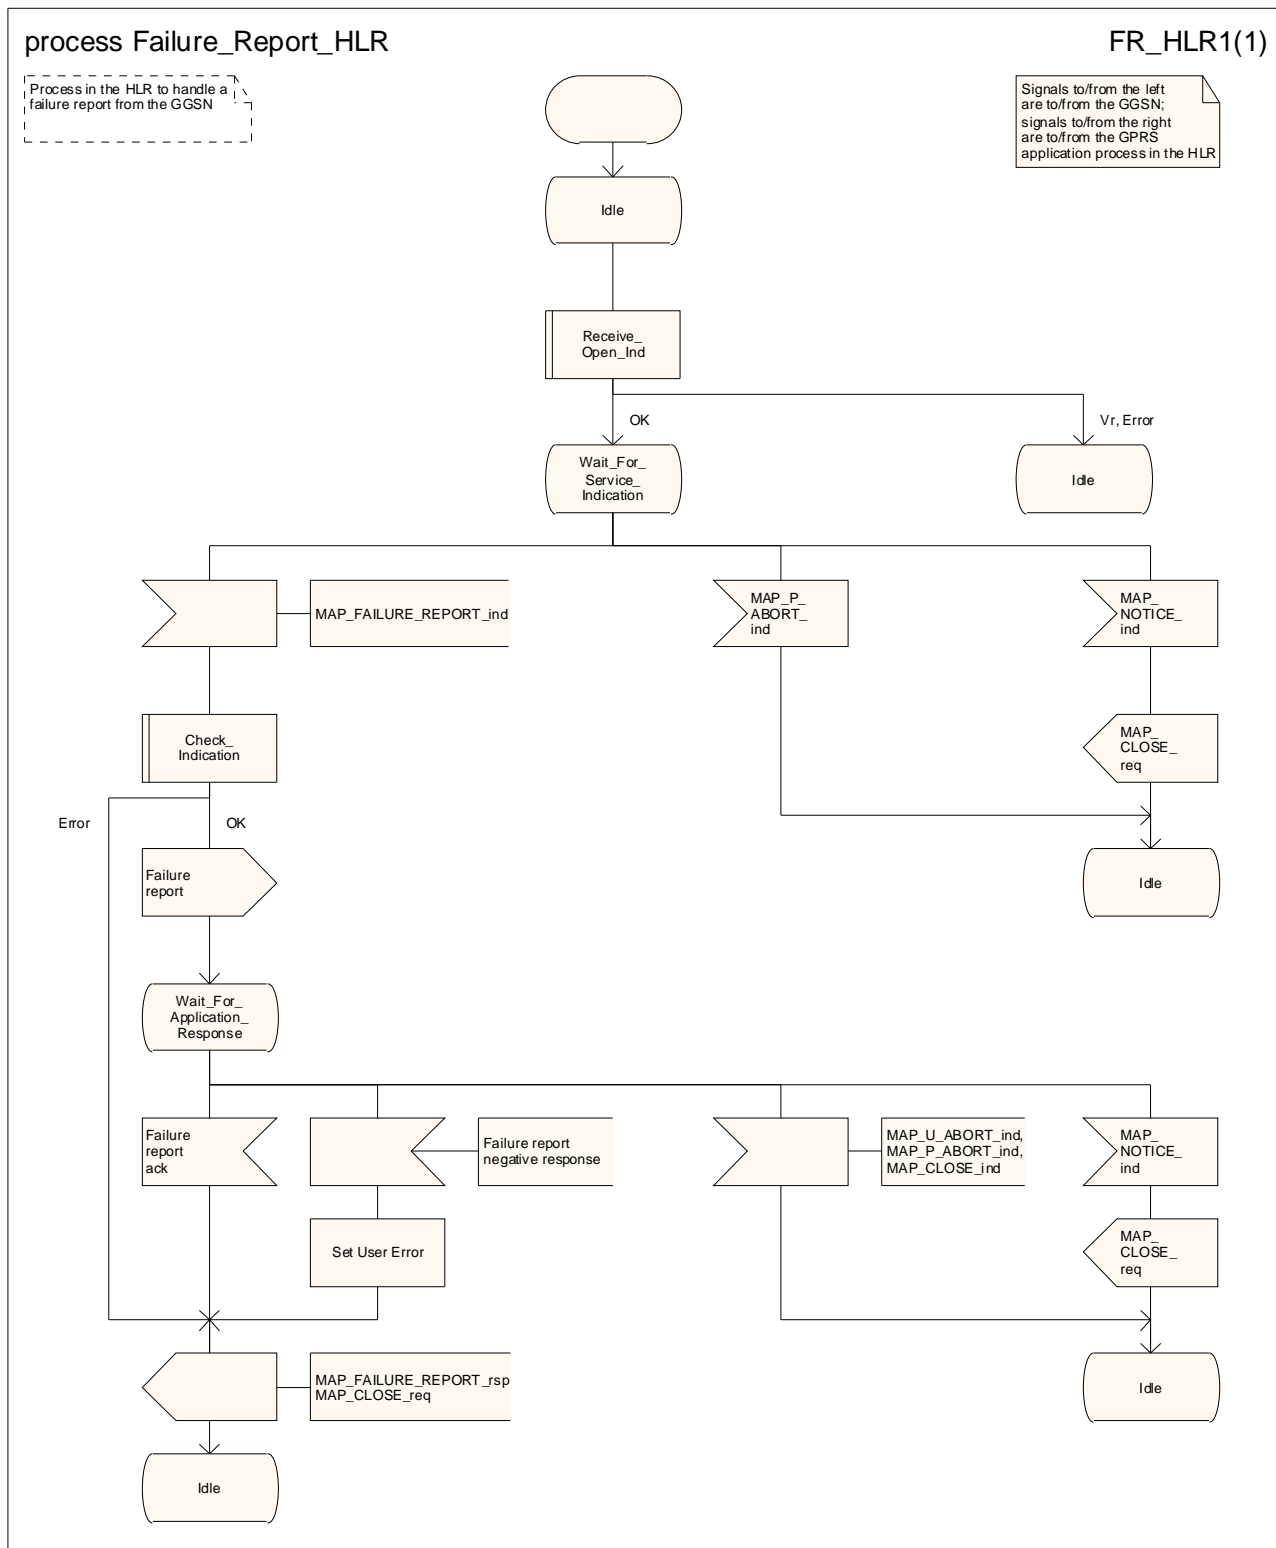 process Failure_Report_HLR
FR_HLR1(1)
Process in the HLR to handle a
failure report from the GGSN
Signals to/from the left
are to/from the GGSN;
signals to/from the right
are to/from the GPRS
application process in the HLR
Idle
Receive_
Open_Ind
OK
Vr, Error
Wait_For_
Service_
Indication
Idle
MAP_FAILURE_REPORT_ind
MAP_P_
ABORT_
ind
MAP_
NOTICE_
ind
Check_
Indication
MAP_
CLOSE_
req
Error
OK
Failure
report
Idle
Wait_For_
Application_
Response
Failure
report
ack
Failure report
negative response
MAP_U_ABORT_ind,
MAP_P_ABORT_ind,
MAP_CLOSE_ind
MAP_
NOTICE_
ind
Set User Error
MAP_
CLOSE_
req
MAP_FAILURE_REPORT_rsp
MAP_CLOSE_req
Idle
Idle